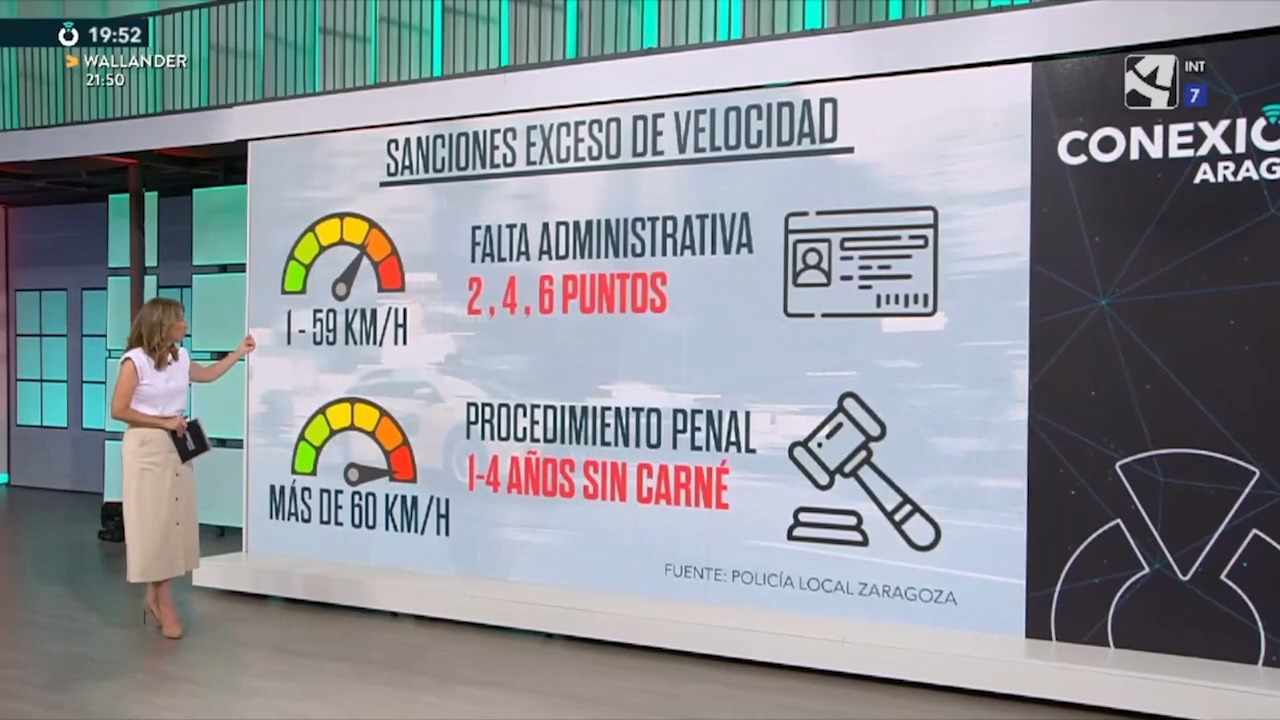 19:52
WALLANDER
21:50
INT
7
CONEXIÓ
ARAG
SANCIONES EXCESO DE VELOCIDAD
FALTA ADMINISTRATIVA
2, 4, 6 PUNTOS
1 - 59 KM/H
PROCEDIMIENTO PENAL
1-4 AÑOS SIN CARNÉ
MÁS DE 60 KM/H
FUENTE: POLICÍA LOCAL ZARAGOZA